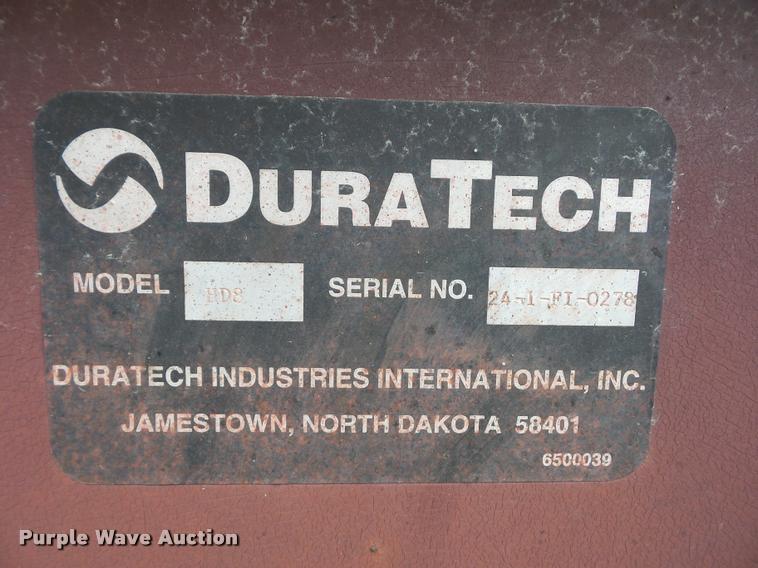 DURATECH
MODEL HD8 SERIAL NO. 24-I-FI-0278
DURATECH INDUSTRIES INTERNATIONAL, INC.
JAMESTOWN, NORTH DAKOTA 58401
6500039
Purple Wave Auction